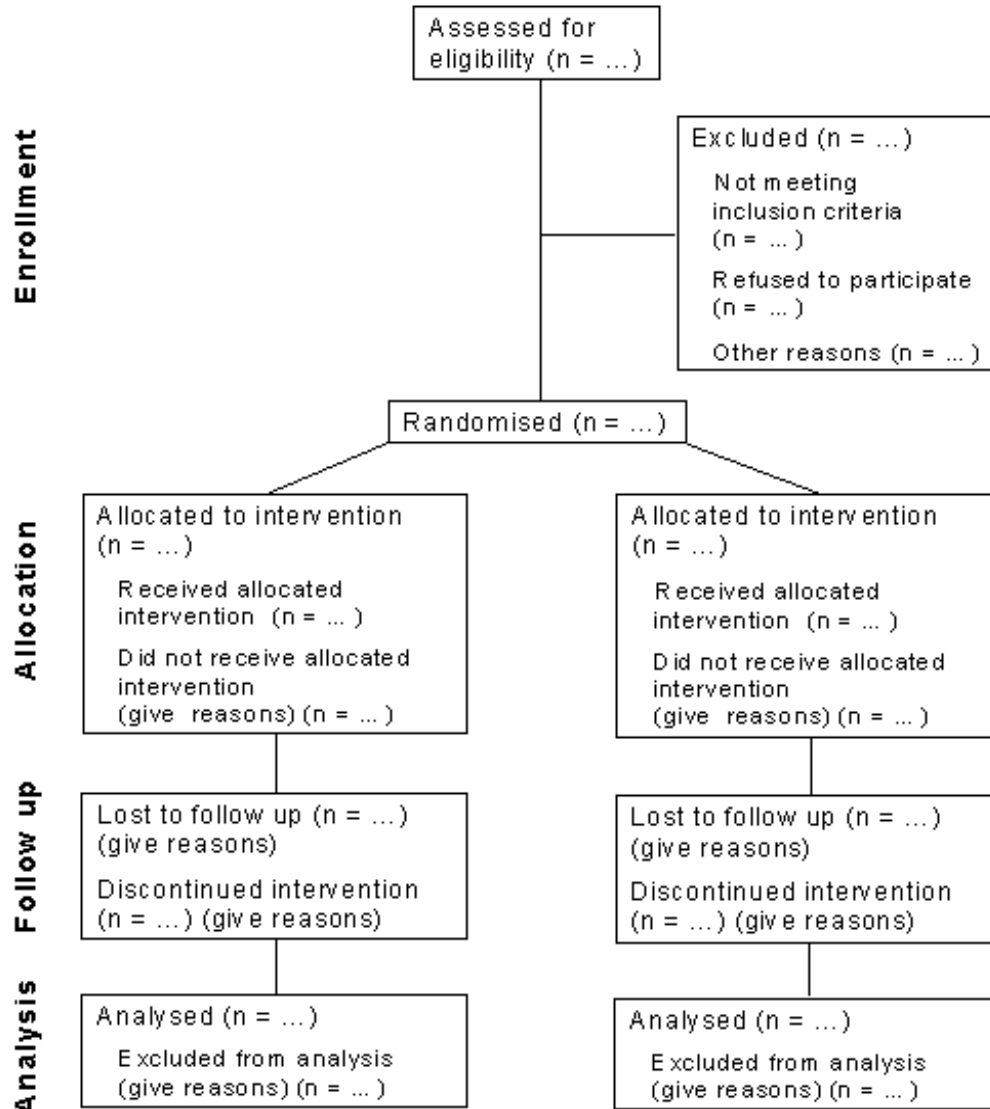 Assessed for
eligibility (n = ...)
Enrollment
Excluded (n = ...)
Not meeting
inclusion criteria
(n = ... )
Refused to participate
(n = ... )
Other reasons (n = ... )
Randomised (n = ...)
Allocation
Allocated to intervention
(n = ...)
Received allocated
intervention (n = ... )
Did not receive allocated
intervention
(give reasons) (n = ... )
Allocated to intervention
(n = ...)
Received allocated
intervention (n = ... )
Did not receive allocated
intervention
(give reasons) (n = ... )
Follow up
Lost to follow up (n = ...)
(give reasons)
Discontinued intervention
(n = ...) (give reasons)
Lost to follow up (n = ...)
(give reasons)
Discontinued intervention
(n = ...) (give reasons)
Analysis
Analysed (n = ...)
Excluded from analysis
(give reasons) (n = ... )
Analysed (n = ...)
Excluded from analysis
(give reasons) (n = ... )